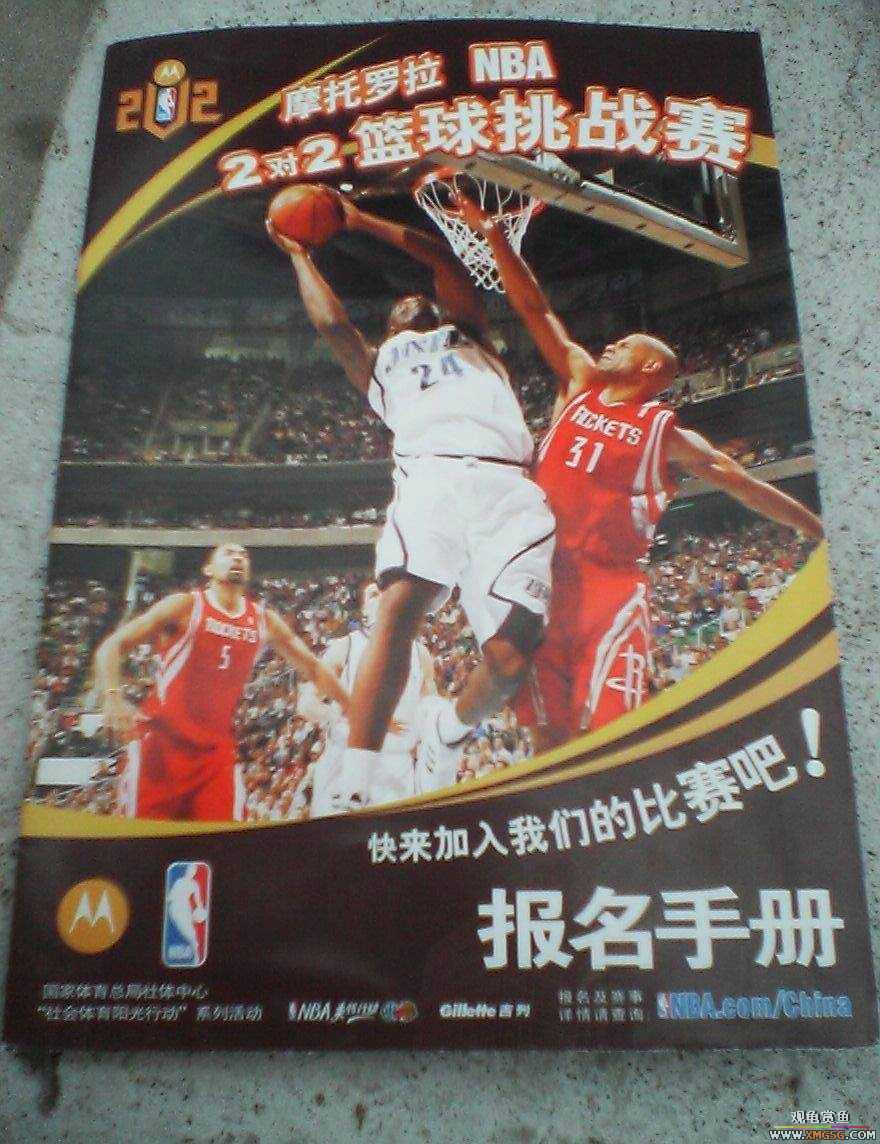 2 2
摩托罗拉 NBA
2对2 篮球挑战赛
24
ROCKETS
31
ROCKETS
5
快来加入我们的比赛吧！
报名手册
国家体育总局社体中心
"社会体育阳光行动" 系列活动
NBA
Gillette 吉列
报名及赛事
详情请查询
NBA.com/China
观龟赏鱼
WWW.XMGSG.COM